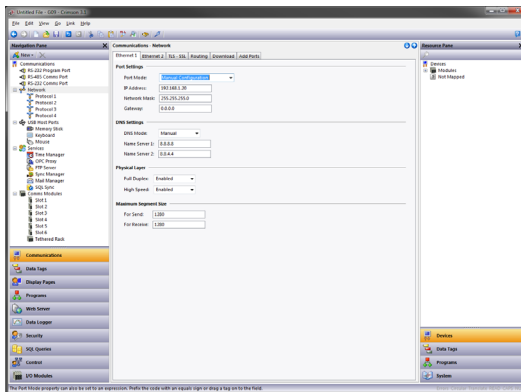 Untitled File - G09 - Crimson 3.1
File Edit View Go Link Help
Navigation Pane
New
Communications
RS-232 Program Port
RS-485 Comms Port
RS-232 Comms Port
Network
Protocol 1
Protocol 2
Protocol 3
Protocol 4
USB Host Ports
Memory Stick
Keyboard
Mouse
Services
Time Manager
OPC Proxy
FTP Server
Sync Manager
Mail Manager
SQL Sync
Comms Modules
Slot 1
Slot 2
Slot 3
Slot 4
Slot 5
Slot 6
Tethered Rack
Communications
Data Tags
Display Pages
Programs
Web Server
Data Logger
Security
SQL Queries
Control
I/O Modules
Communications - Network
Ethernet 1 Ethernet 2 TLS - SSL Routing Download Add Ports
Port Settings
Port Mode: Manual Configuration
IP Address: 192.168.1.20
Network Mask: 255.255.255.0
Gateway: 0.0.0.0
DNS Settings
DNS Mode: Manual
Name Server 1: 8.8.8.8
Name Server 2: 8.8.4.4
Physical Layer
Full Duplex: Enabled
High Speed: Enabled
Maximum Segment Size
For Send: 1280
For Receive: 1280
Resource Pane
Devices
Modules
Not Mapped
Devices
Data Tags
Programs
System
The Port Mode property can also be set to an expression. Prefix the code with an equals sign or drag a tag on to the field.